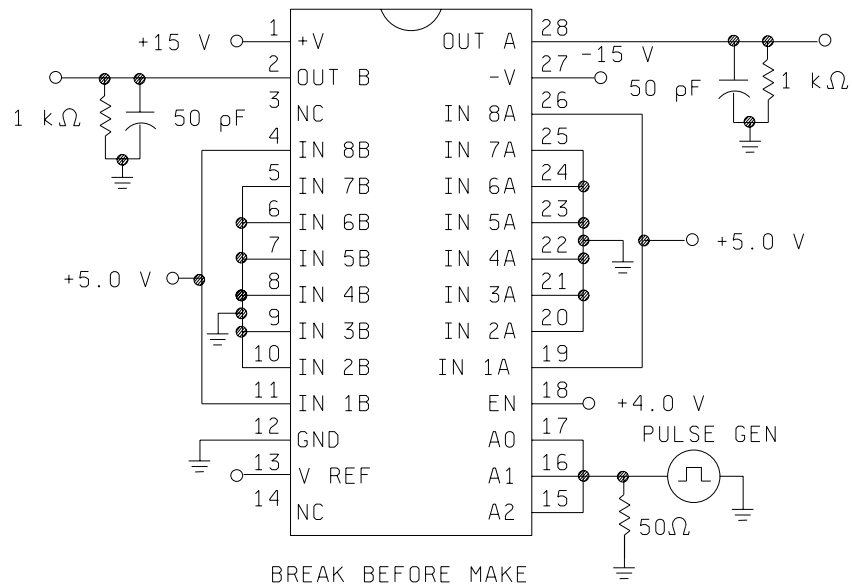 1 +V OUT A 28
+15 V
-15 V
2 OUT B -V 27
3 NC IN 8A 26
1 kΩ 50 pF
50 pF 1 kΩ
4 IN 8B IN 7A 25
5 IN 7B IN 6A 24
6 IN 6B IN 5A 23
7 IN 5B IN 4A 22
+5.0 V
+5.0 V
8 IN 4B IN 3A 21
9 IN 3B IN 2A 20
10 IN 2B IN 1A 19
11 IN 1B EN 18
+4.0 V
12 GND A0 17
PULSE GEN
13 V REF A1 16
14 NC A2 15
50Ω
BREAK BEFORE MAKE